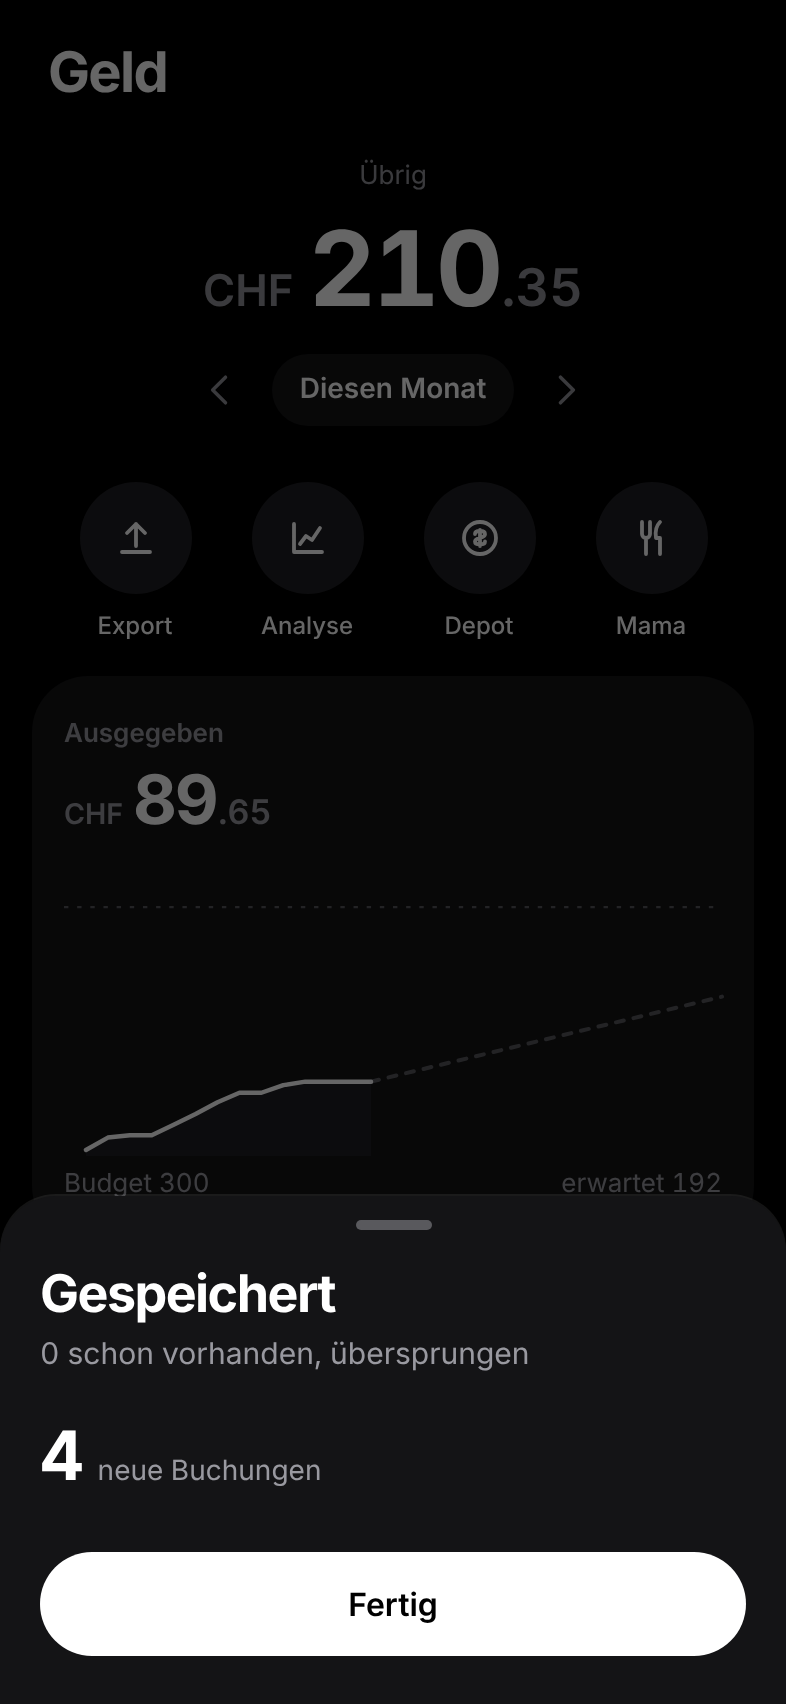 Geld
Übrig
CHF 210.35
Diesen Monat
Export Analyse Depot Mama
Ausgegeben
CHF 89.65
Budget 300 erwartet 192
Gespeichert
0 schon vorhanden, übersprungen
4 neue Buchungen
Fertig